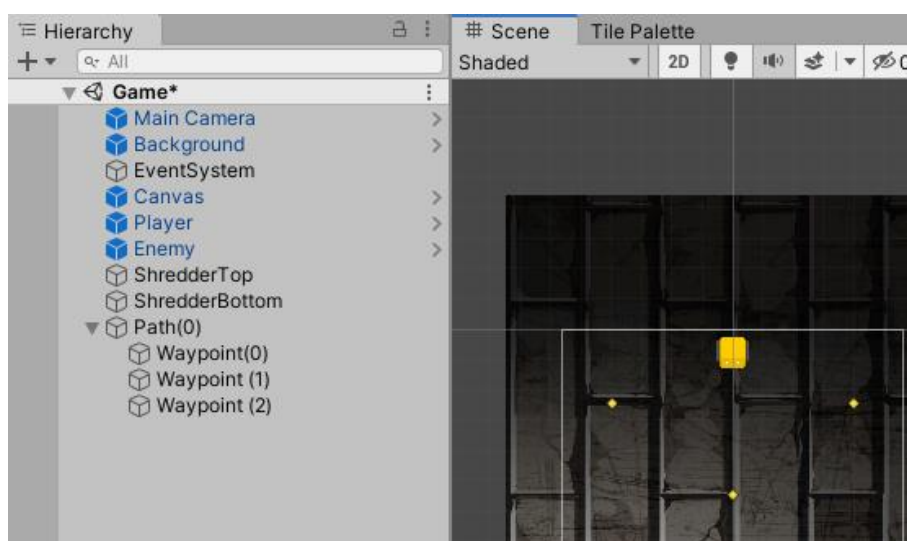 Hierarchy
All
Game*
Main Camera
Background
EventSystem
Canvas
Player
Enemy
ShredderTop
ShredderBottom
Path(0)
Waypoint(0)
Waypoint (1)
Waypoint (2)
Scene Tile Palette
Shaded 2D 0